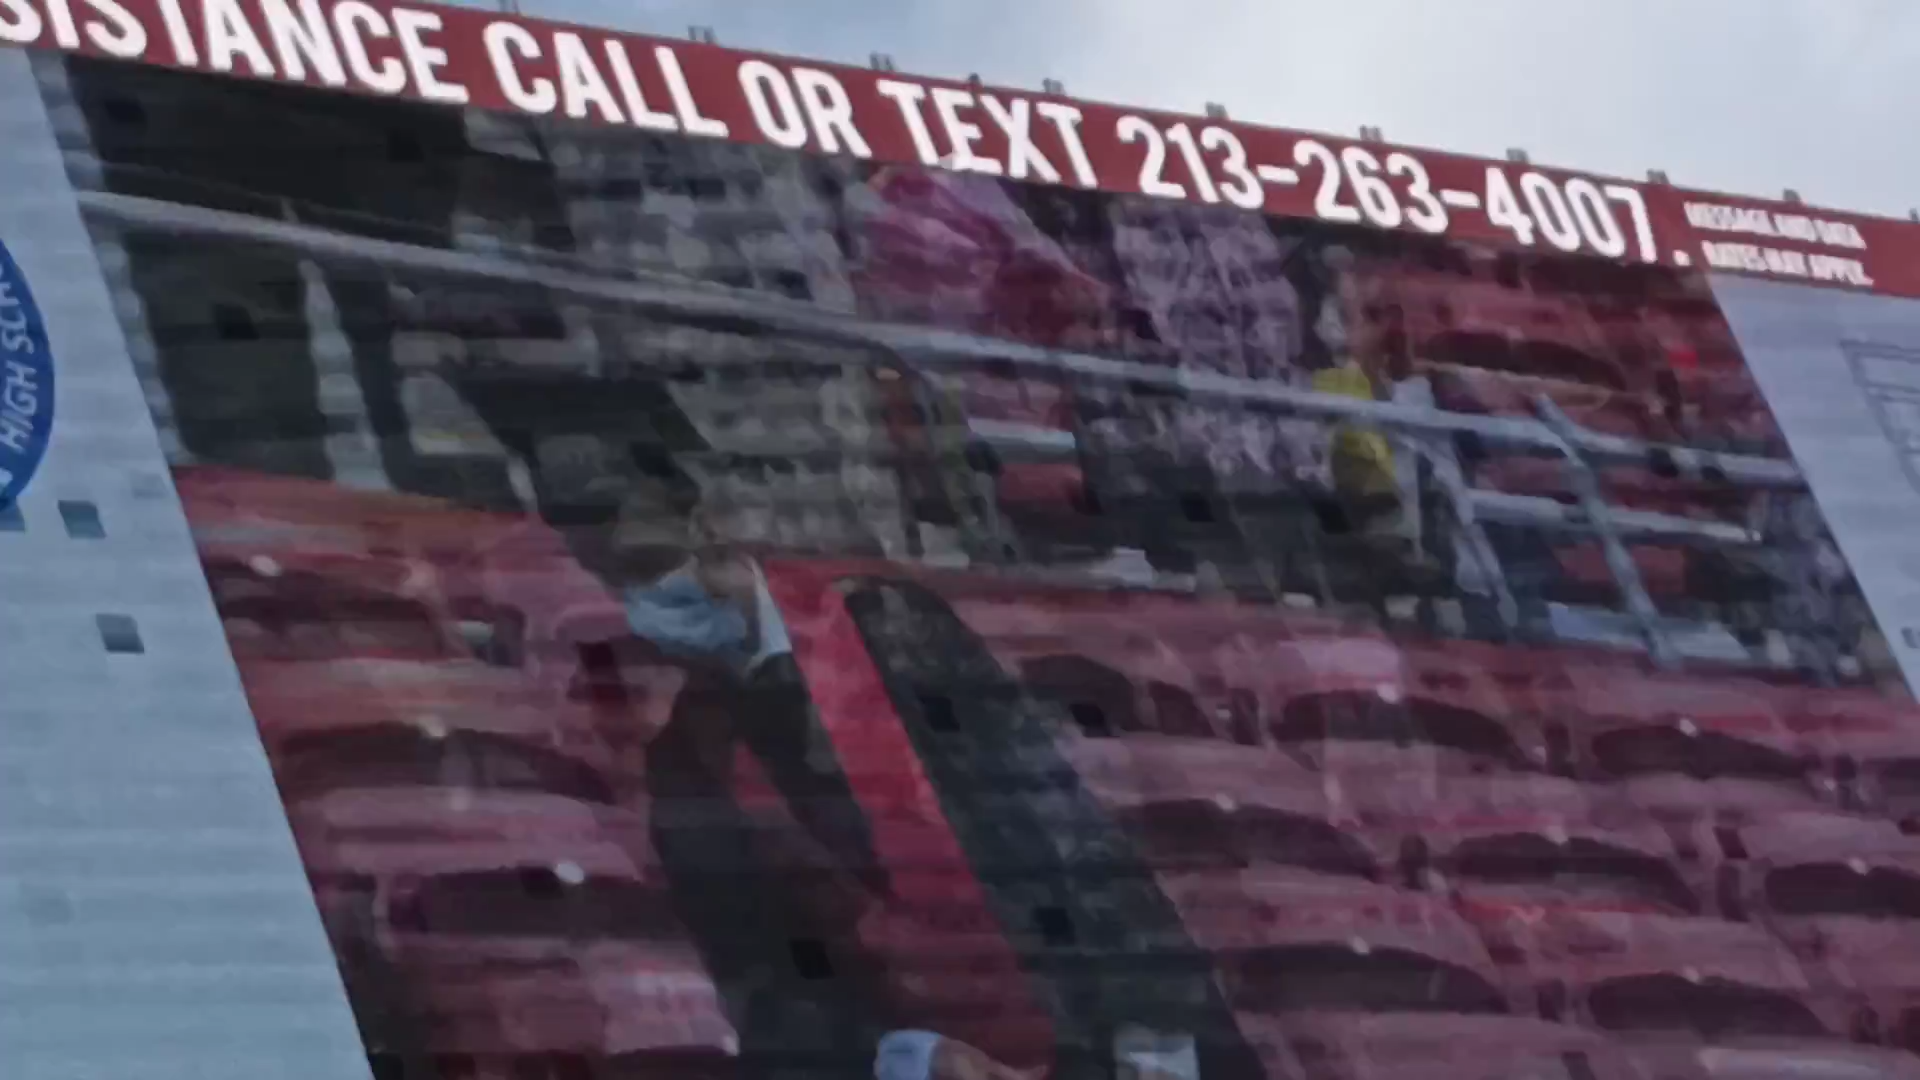 SISTANCE CALL OR TEXT 213-263-4007.
MESSAGE AND DATA
RATES MAY APPLY.
HIGH SCH